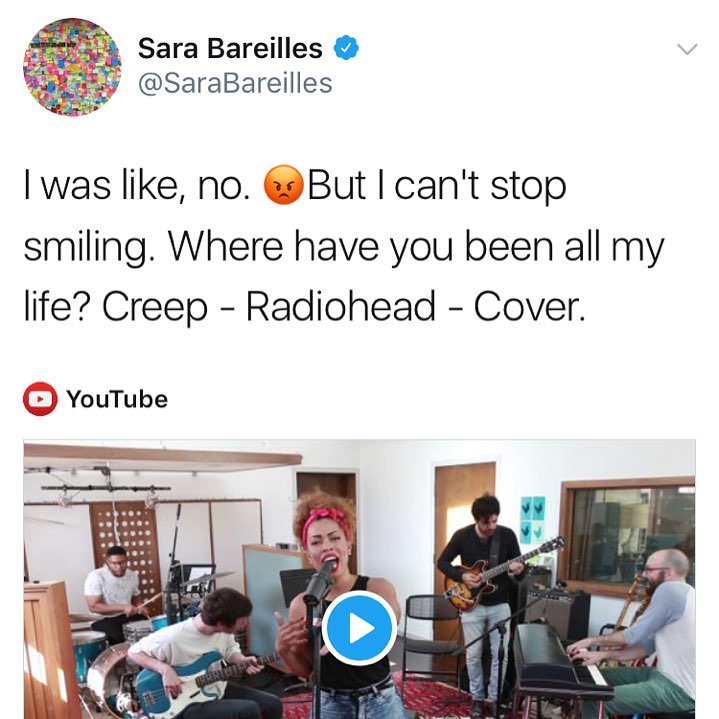 Sara Bareilles
@SaraBareilles
I was like, no. 😡But I can't stop
smiling. Where have you been all my
life? Creep - Radiohead - Cover.
YouTube